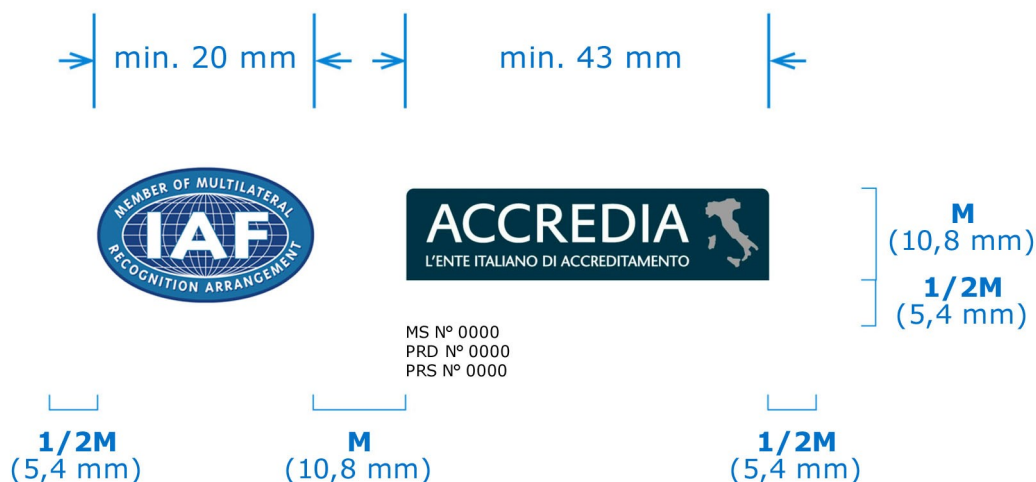 min. 20 mm
min. 43 mm
MEMBER OF MULTILATERAL
IAF
RECOGNITION ARRANGEMENT
ACCREDIA
L'ENTE ITALIANO DI ACCREDITAMENTO
M
(10,8 mm)
1/2M
(5,4 mm)
MS N° 0000
PRD N° 0000
PRS N° 0000
1/2M
(5,4 mm)
M
(10,8 mm)
1/2M
(5,4 mm)